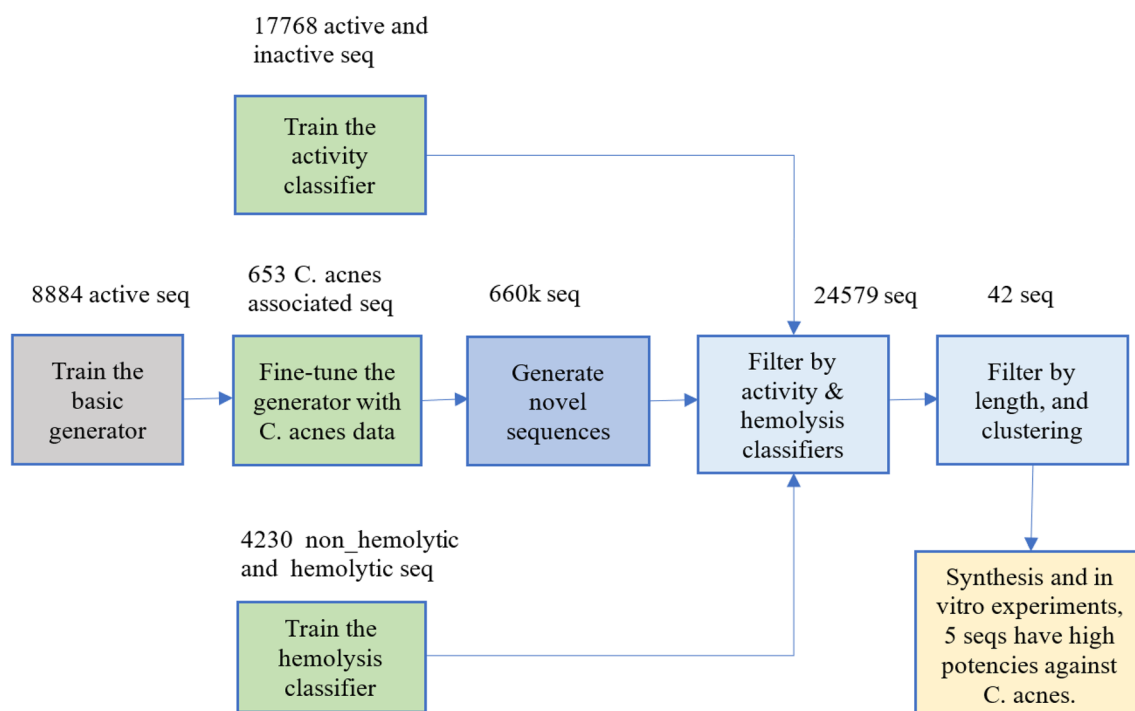 17768 active and
inactive seq
Train the
activity
classifier
8884 active seq
Train the
basic
generator
653 C. acnes
associated seq
Fine-tune the
generator with
C. acnes data
660k seq
Generate
novel
sequences
24579 seq
Filter by
activity &
hemolysis
classifiers
42 seq
Filter by
length, and
clustering
4230  non_hemolytic
and  hemolytic seq
Train the
hemolysis
classifier
Synthesis and in
vitro experiments,
5 seqs have high
potencies against
C. acnes.